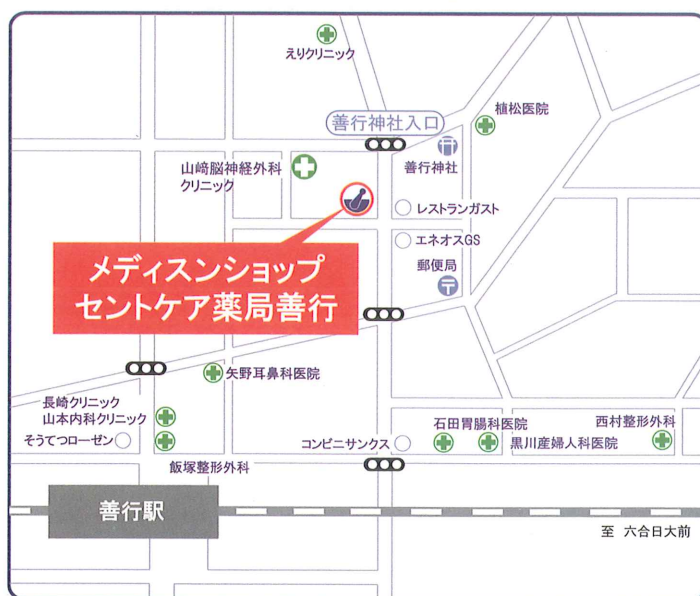 えりクリニック
善行神社入口
植松医院
山﨑脳神経外科
クリニック
善行神社
レストランガスト
エネオスGS
郵便局
メディスンショップ
セントケア薬局善行
矢野耳鼻科医院
長崎クリニック
山本内科クリニック
そうてつローゼン
飯塚整形外科
コンビニサンクス
石田胃腸科医院
黒川産婦人科医院
西村整形外科
善行駅
至 六合日大前